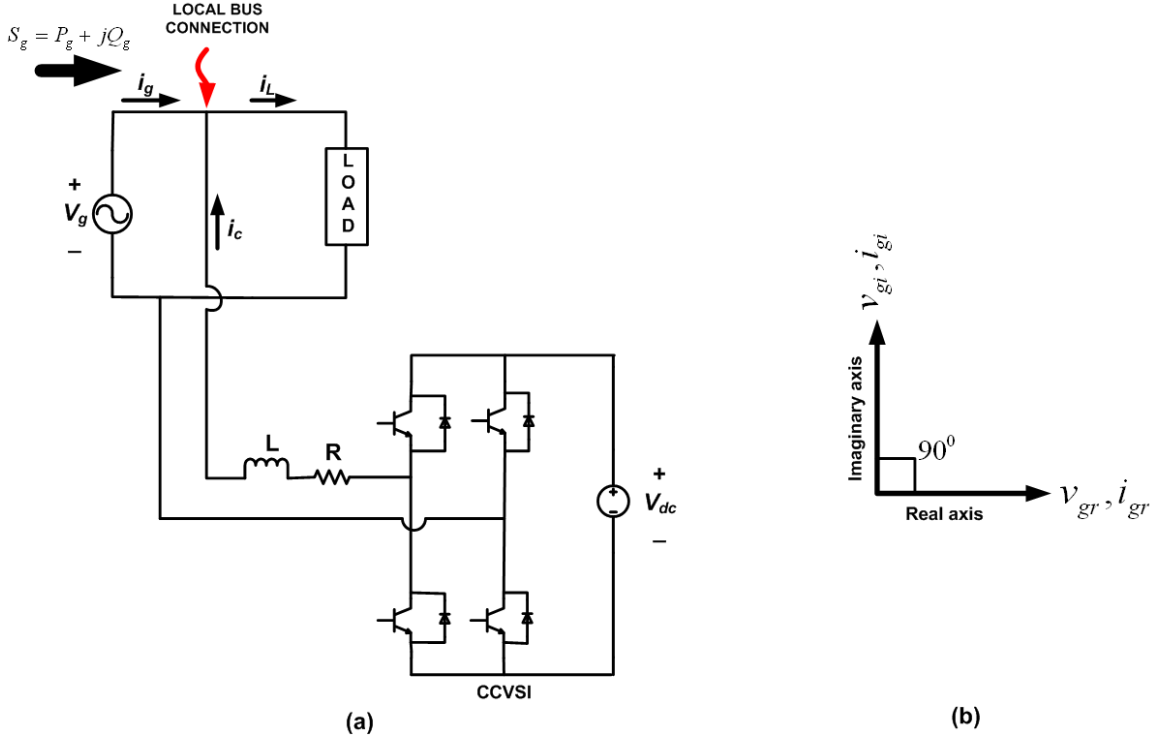 LOCAL BUS
CONNECTION
S_g = P_g + jQ_g
i_g
i_L
+
V_g
–
LOAD
i_c
L
R
+
V_dc
–
+
-
CCVSI
(a)
v_gi, i_gi
Imaginary axis
90^0
Real axis
v_gr, i_gr
(b)